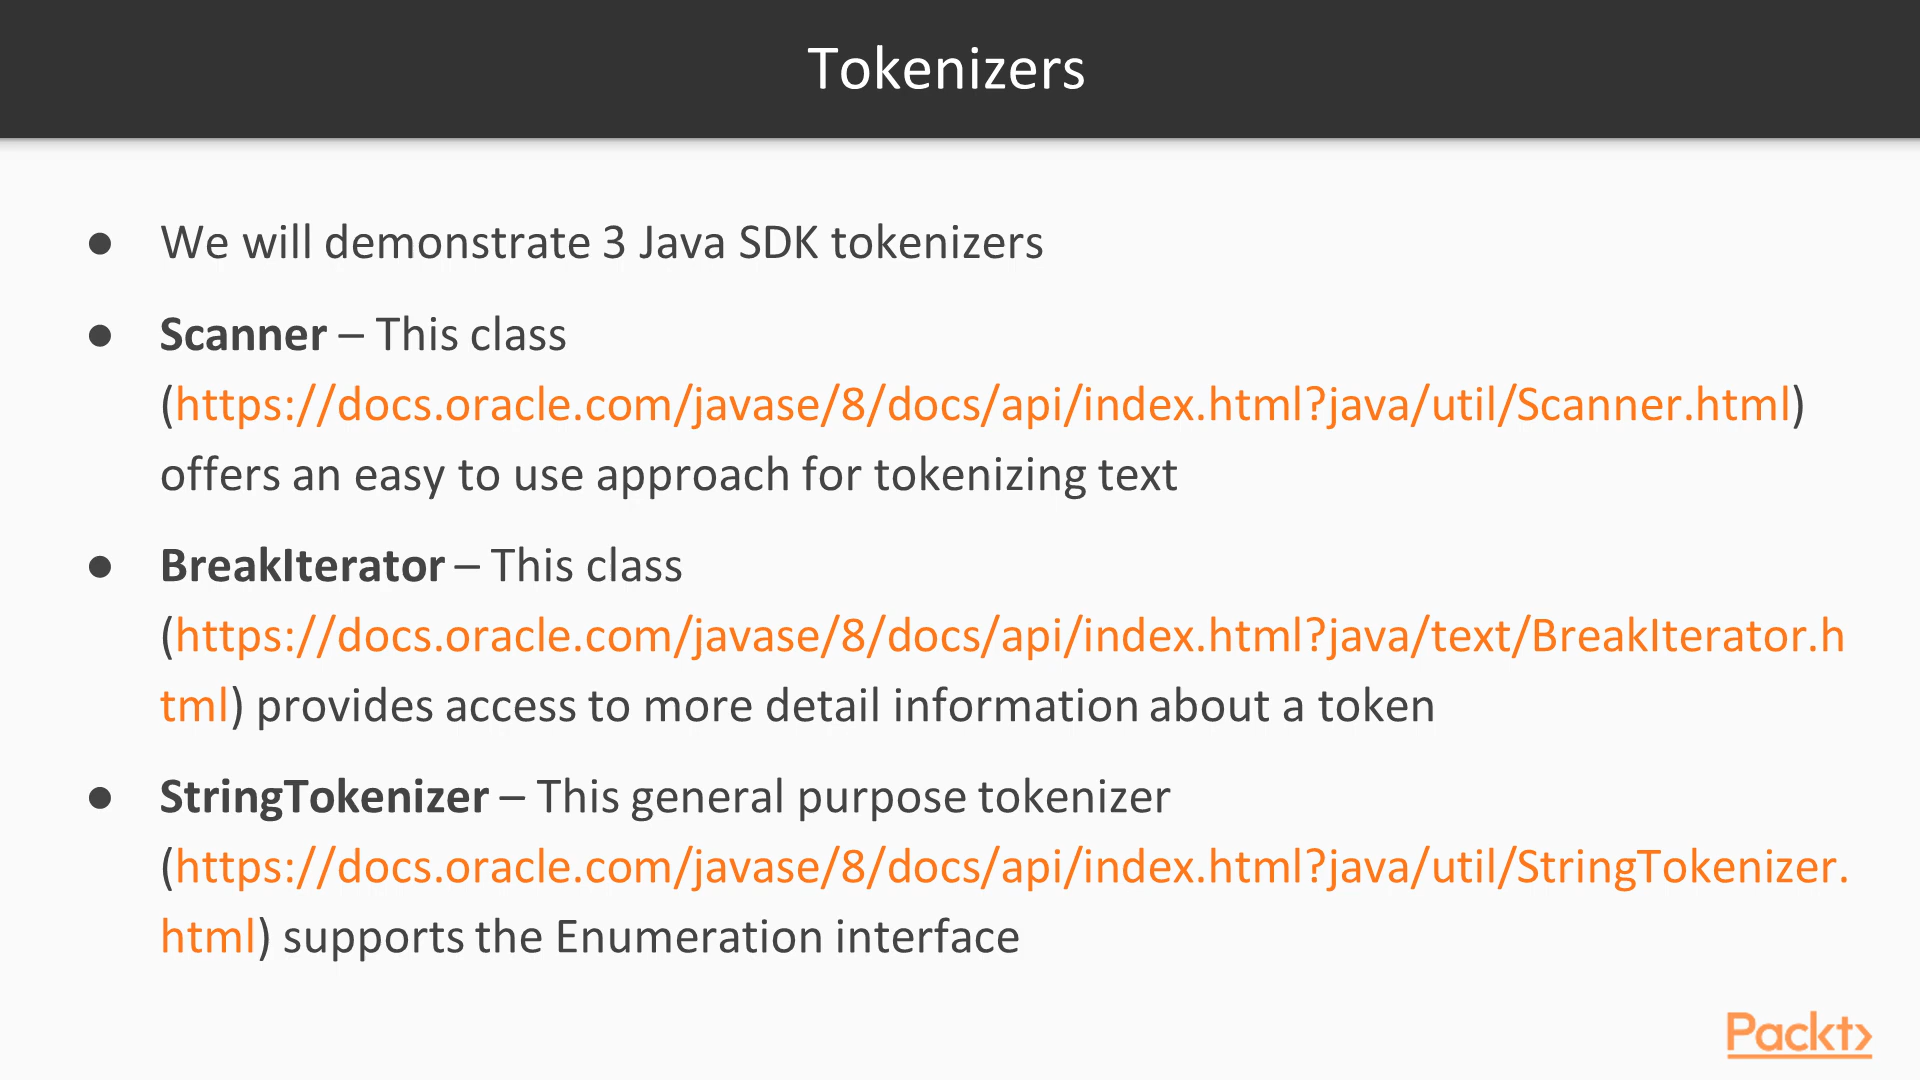 Tokenizers
● We will demonstrate 3 Java SDK tokenizers
● Scanner – This class
(https://docs.oracle.com/javase/8/docs/api/index.html?java/util/Scanner.html)
offers an easy to use approach for tokenizing text
● BreakIterator – This class
(https://docs.oracle.com/javase/8/docs/api/index.html?java/text/BreakIterator.h
tml) provides access to more detail information about a token
● StringTokenizer – This general purpose tokenizer
(https://docs.oracle.com/javase/8/docs/api/index.html?java/util/StringTokenizer.
html) supports the Enumeration interface
Packt>